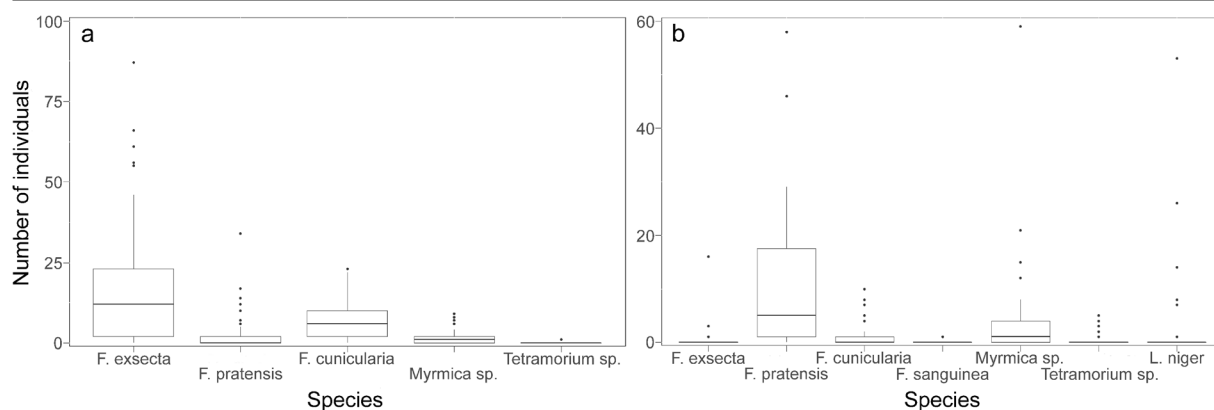 a
Number of individuals
100
75
50
25
0
F. exsecta
F. pratensis
F. cunicularia
Myrmica sp.
Tetramorium sp.
Species
b
60
40
20
0
F. exsecta
F. pratensis
F. cunicularia
F. sanguinea
Myrmica sp.
Tetramorium sp.
L. niger
Species